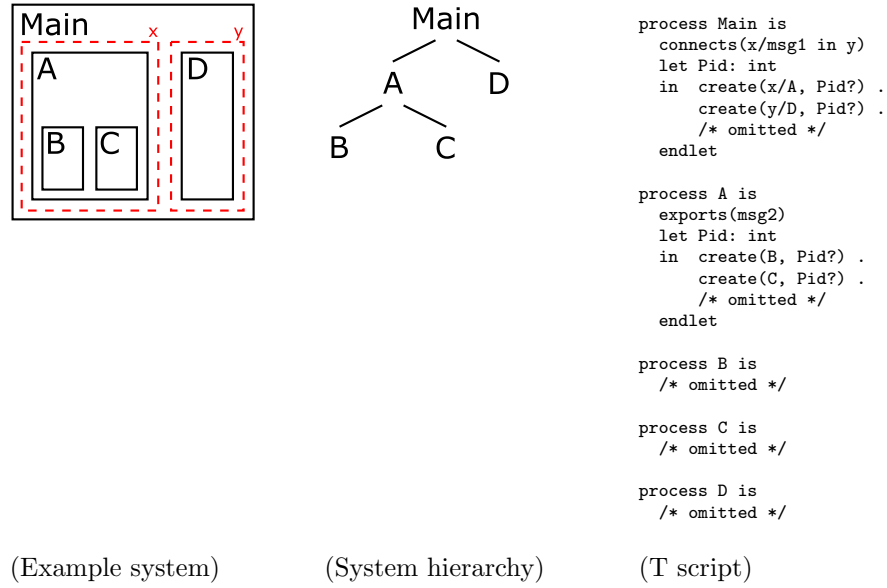 Main
x
y
A
D
B
C
Main
A
D
B
C
process Main is
  connects(x/msg1 in y)
  let Pid: int
  in  create(x/A, Pid?) .
      create(y/D, Pid?) .
      /* omitted */
  endlet
process A is
  exports(msg2)
  let Pid: int
  in  create(B, Pid?) .
      create(C, Pid?) .
      /* omitted */
  endlet
process B is
  /* omitted */
process C is
  /* omitted */
process D is
  /* omitted */
(Example system)
(System hierarchy)
(T script)